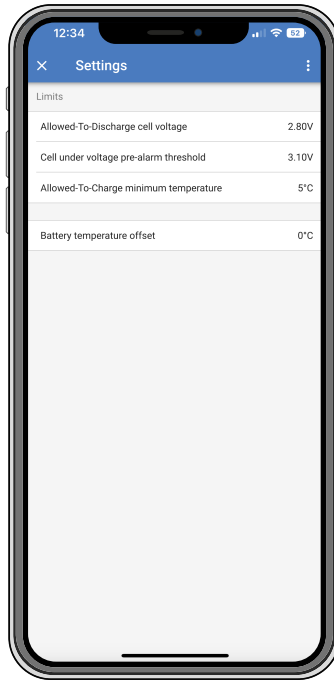 12:34
52
Settings
Limits
Allowed-To-Discharge cell voltage 2.80V
Cell under voltage pre-alarm threshold 3.10V
Allowed-To-Charge minimum temperature 5°C
Battery temperature offset 0°C